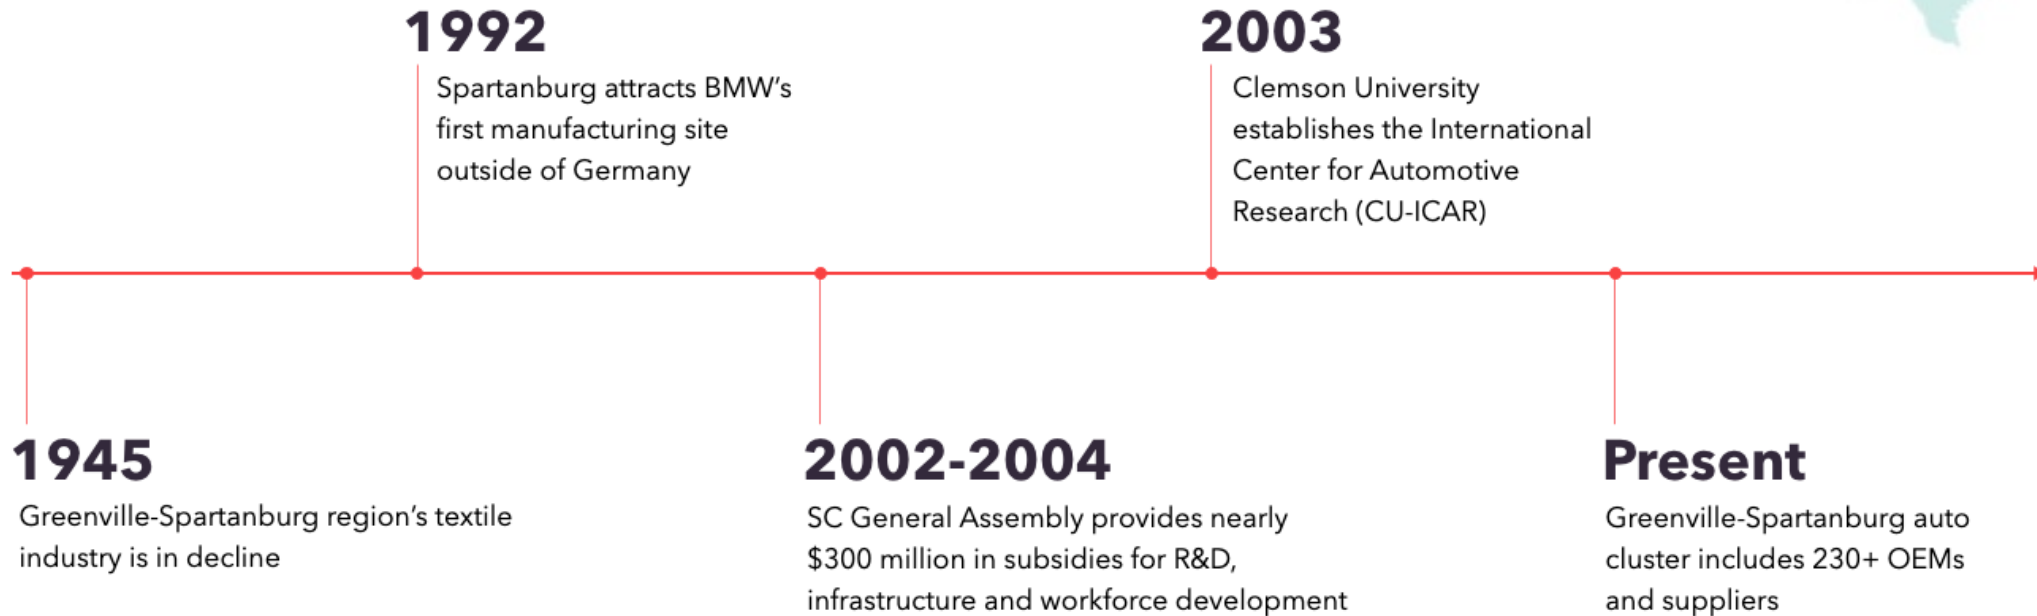 1992
Spartanburg attracts BMW’s
first manufacturing site
outside of Germany
2003
Clemson University
establishes the International
Center for Automotive
Research (CU-ICAR)
1945
Greenville-Spartanburg region’s textile
industry is in decline
2002-2004
SC General Assembly provides nearly
$300 million in subsidies for R&D,
infrastructure and workforce development
Present
Greenville-Spartanburg auto
cluster includes 230+ OEMs
and suppliers